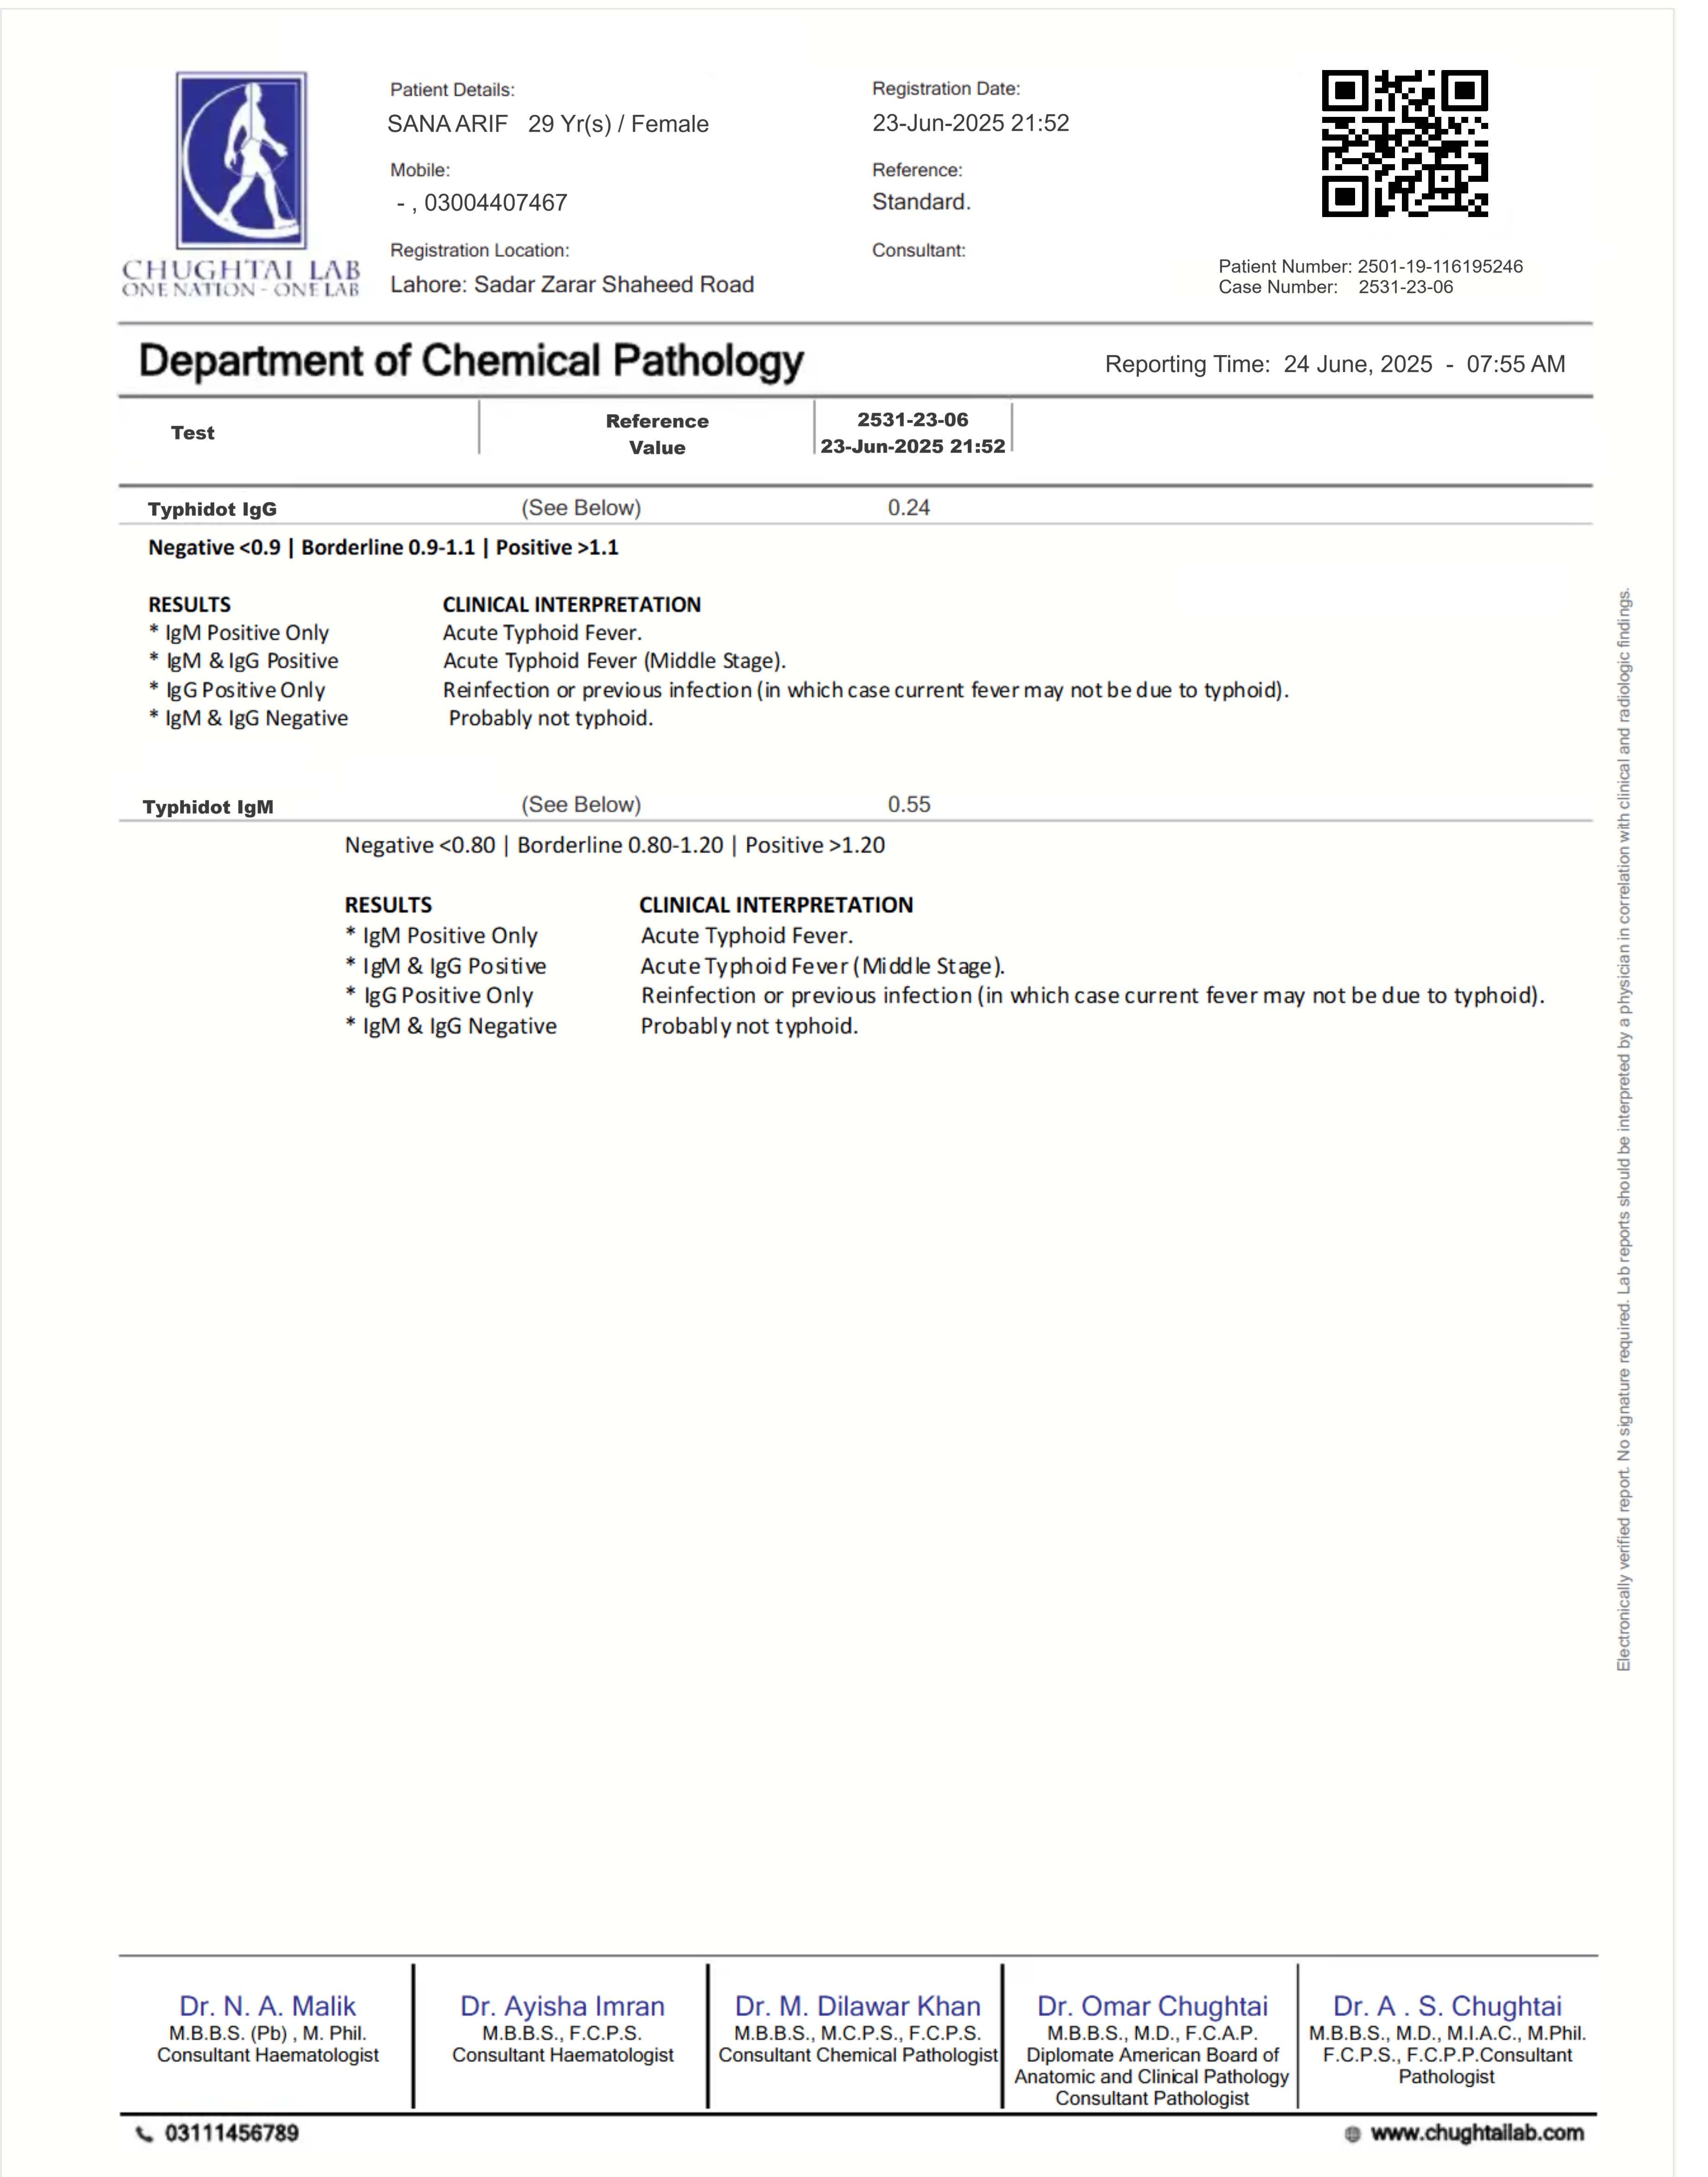 CHUGHTAI LAB
ONE NATION - ONE LAB
Patient Details:
SANA ARIF 29 Yr(s) / Female
Mobile:
- , 03004407467
Registration Location:
Lahore: Sadar Zarar Shaheed Road
Registration Date:
23-Jun-2025 21:52
Reference:
Standard.
Consultant:
Patient Number: 2501-19-116195246
Case Number: 2531-23-06
Department of Chemical Pathology
Reporting Time: 24 June, 2025 - 07:55 AM
Test
Reference
Value
2531-23-06
23-Jun-2025 21:52
Typhidot IgG (See Below) 0.24
Negative <0.9 | Borderline 0.9-1.1 | Positive >1.1
RESULTS CLINICAL INTERPRETATION
* IgM Positive Only Acute Typhoid Fever.
* IgM & IgG Positive Acute Typhoid Fever (Middle Stage).
* IgG Positive Only Reinfection or previous infection (in which case current fever may not be due to typhoid).
* IgM & IgG Negative Probably not typhoid.
Typhidot IgM (See Below) 0.55
Negative <0.80 | Borderline 0.80-1.20 | Positive >1.20
RESULTS CLINICAL INTERPRETATION
* IgM Positive Only Acute Typhoid Fever.
* IgM & IgG Positive Acute Typhoid Fever (Middle Stage).
* IgG Positive Only Reinfection or previous infection (in which case current fever may not be due to typhoid).
* IgM & IgG Negative Probably not typhoid.
Electronically verified report. No signature required. Lab reports should be interpreted by a physician in correlation with clinical and radiologic findings.
Dr. N. A. Malik
M.B.B.S. (Pb) , M. Phil.
Consultant Haematologist
Dr. Ayisha Imran
M.B.B.S., F.C.P.S.
Consultant Haematologist
Dr. M. Dilawar Khan
M.B.B.S., M.C.P.S., F.C.P.S.
Consultant Chemical Pathologist
Dr. Omar Chughtai
M.B.B.S., M.D., F.C.A.P.
Diplomate American Board of
Anatomic and Clinical Pathology
Consultant Pathologist
Dr. A . S. Chughtai
M.B.B.S., M.D., M.I.A.C., M.Phil.
F.C.P.S., F.C.P.P.Consultant
Pathologist
03111456789
www.chughtailab.com